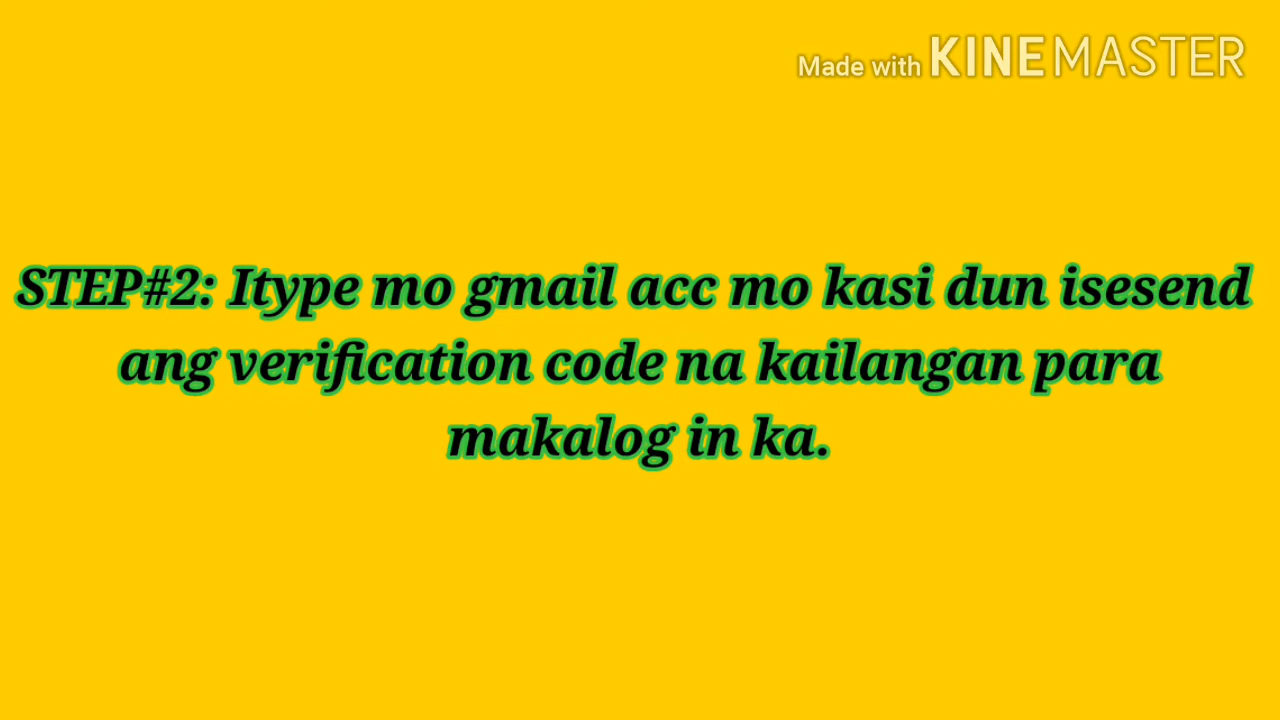 Made with KINEMASTER
STEP#2: Itype mo gmail acc mo kasi dun isesend
ang verification code na kailangan para
makalog in ka.